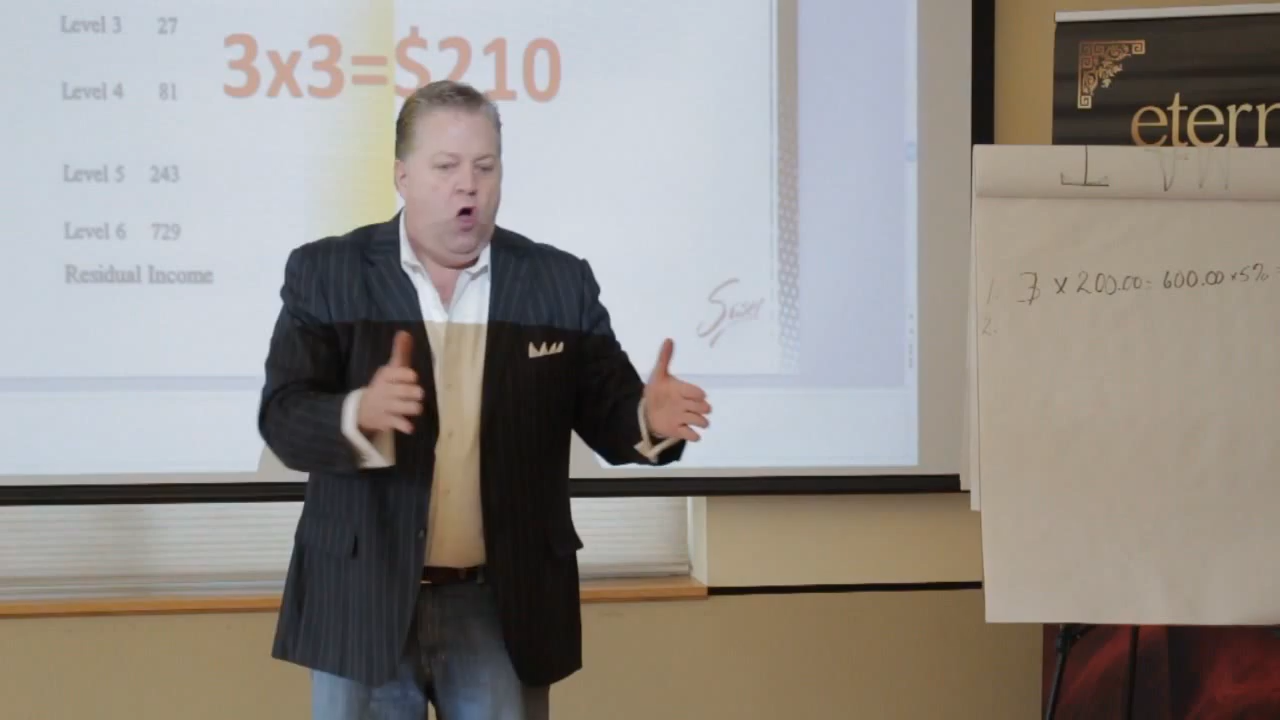 Level 3 27
3x3=$210
Level 4 81
Level 5 243
Level 6 729
Residual Income
etern
1. 3 x 200.00= 600.00 x 5%
2.